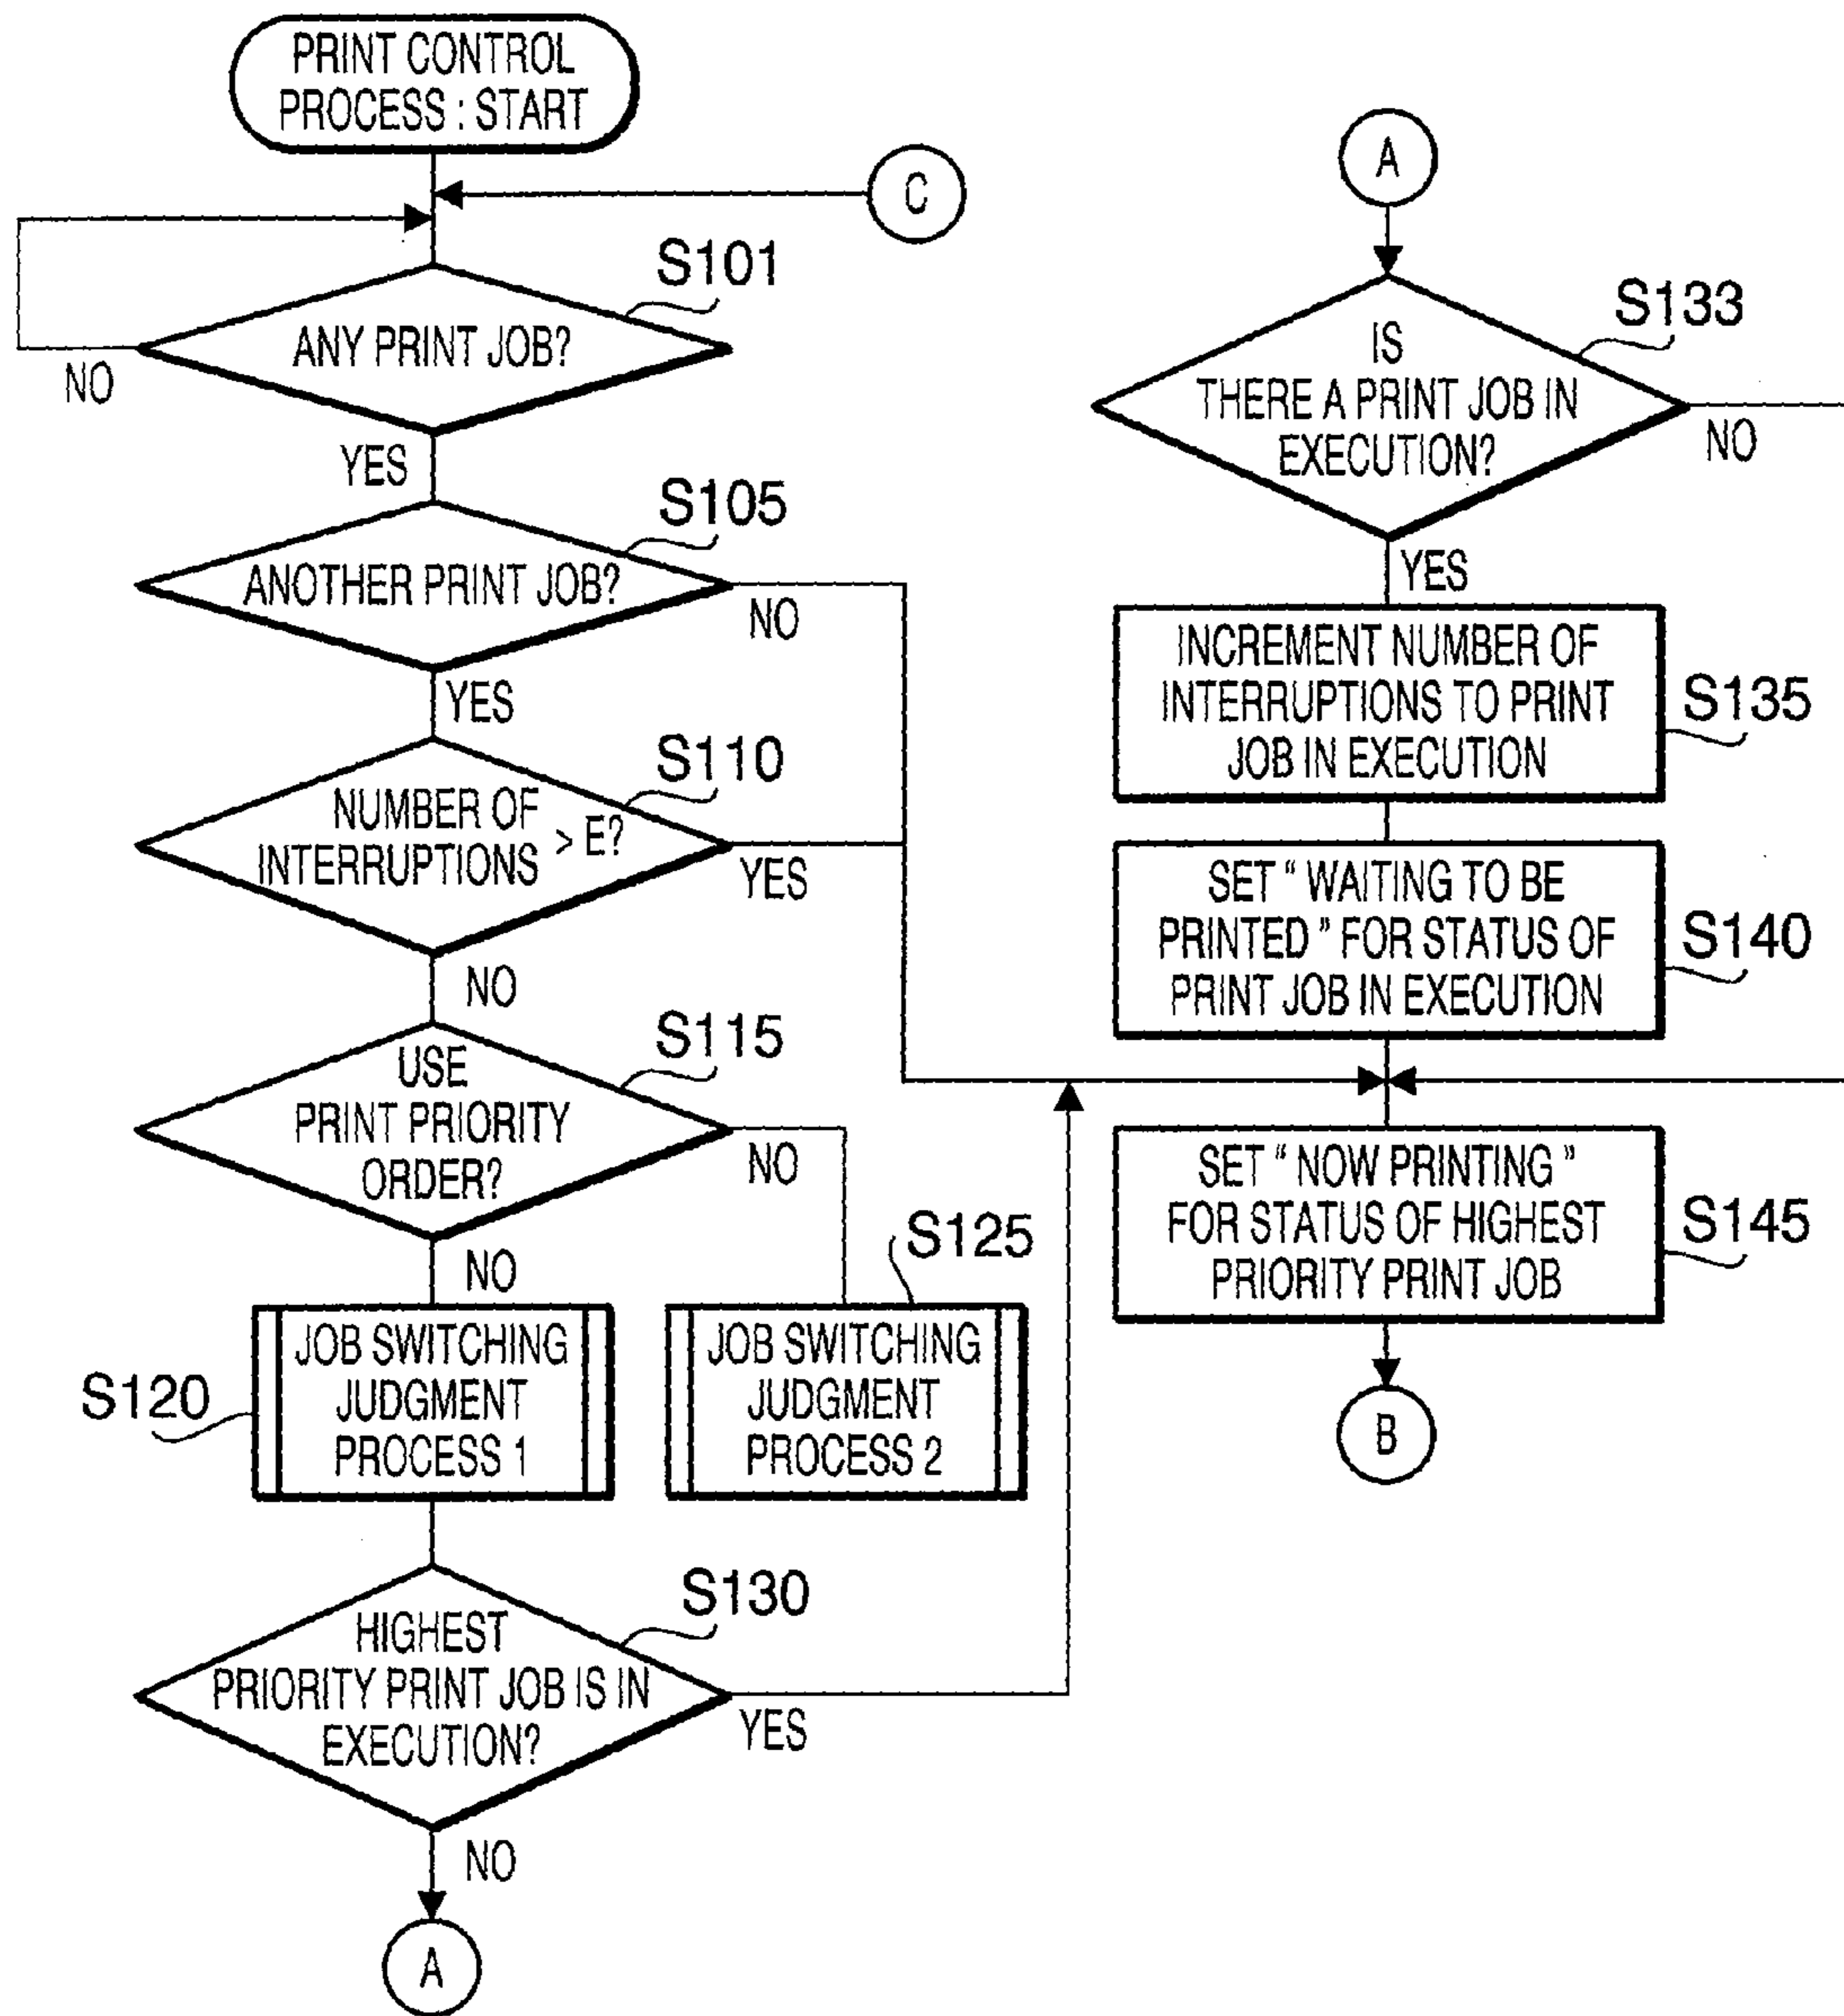 PRINT CONTROL
PROCESS : START
C
S101
ANY PRINT JOB?
NO
YES
S105
ANOTHER PRINT JOB?
NO
YES
S110
NUMBER OF
INTERRUPTIONS > E?
YES
NO
S115
USE
PRINT PRIORITY
ORDER?
NO
NO
S125
S120
JOB SWITCHING
JUDGMENT
PROCESS 1
JOB SWITCHING
JUDGMENT
PROCESS 2
S130
HIGHEST
PRIORITY PRINT JOB IS IN
EXECUTION?
YES
NO
A
A
S133
IS
THERE A PRINT JOB IN
EXECUTION?
NO
YES
INCREMENT NUMBER OF
INTERRUPTIONS TO PRINT
JOB IN EXECUTION
S135
SET " WAITING TO BE
PRINTED " FOR STATUS OF
PRINT JOB IN EXECUTION
S140
SET " NOW PRINTING "
FOR STATUS OF HIGHEST
PRIORITY PRINT JOB
S145
B